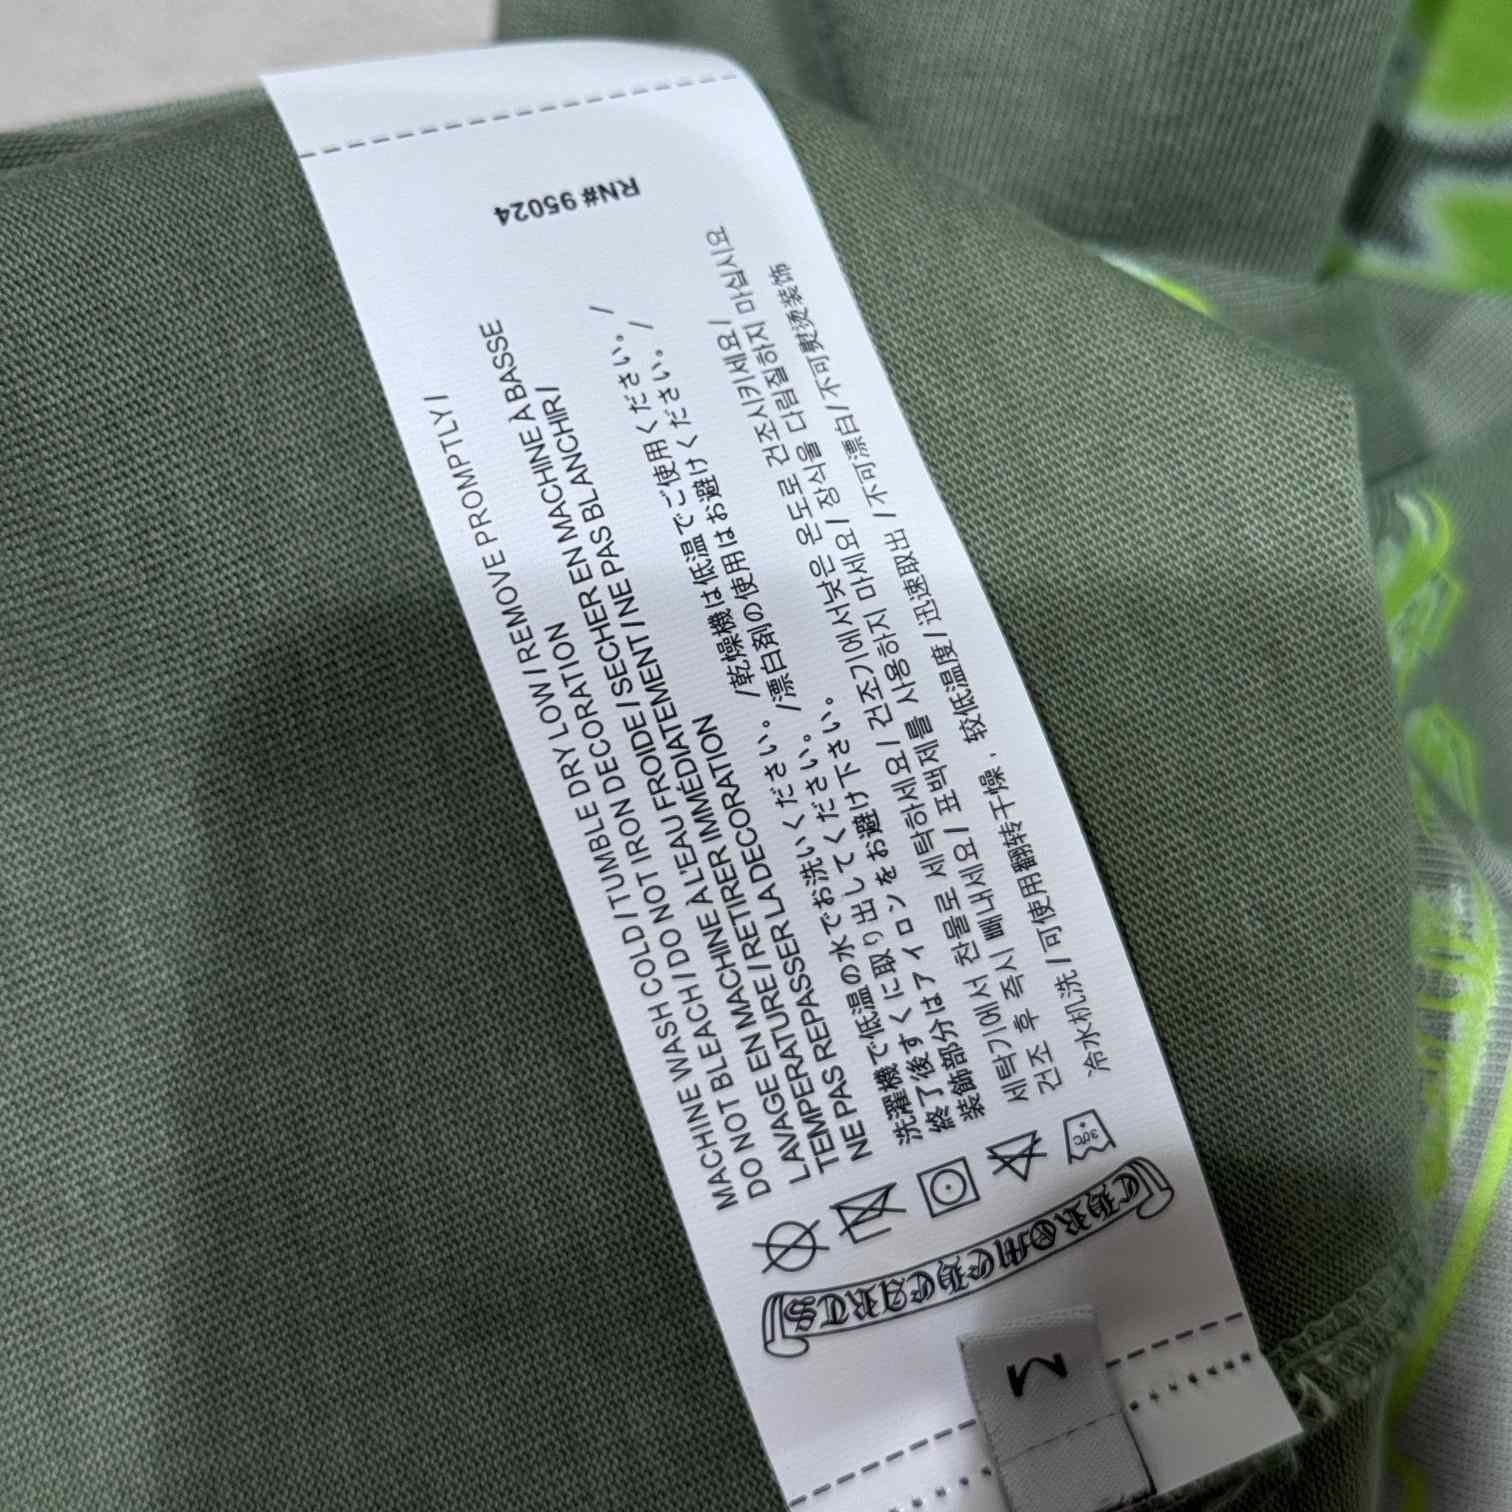 MACHINE WASH COLD / TUMBLE DRY LOW / REMOVE PROMPTLY /
DO NOT BLEACH / DO NOT IRON DECORATION
LAVAGE EN MACHINE A L'EAU FROIDE / SECHER EN MACHINE A BASSE
TEMPERATURE / RETIRER IMMÉDIATEMENT / NE PAS BLANCHIR /
NE PAS REPASSER LA DECORATION
洗濯機で低温の水でお洗いください。 /乾燥機は低温でご使用ください。/
終了後すくに取り出してください。 /漂白剤の使用はお避けください。/
装飾部分はアイロンをお避け下さい。
세탁기에서 찬물로 세탁하세요/ 건조기에서낮은 온도로 건조시키세요/
건조 후 즉시 빼내세요/ 표백제를 사용하지 마세요/ 장식을 다림질하지 마십시오
冷水机洗 / 可使用翻转干燥，较低温度/ 迅速取出 /不可漂白/不可熨烫装饰
RN# 95024
30°
CHROME HEARTS